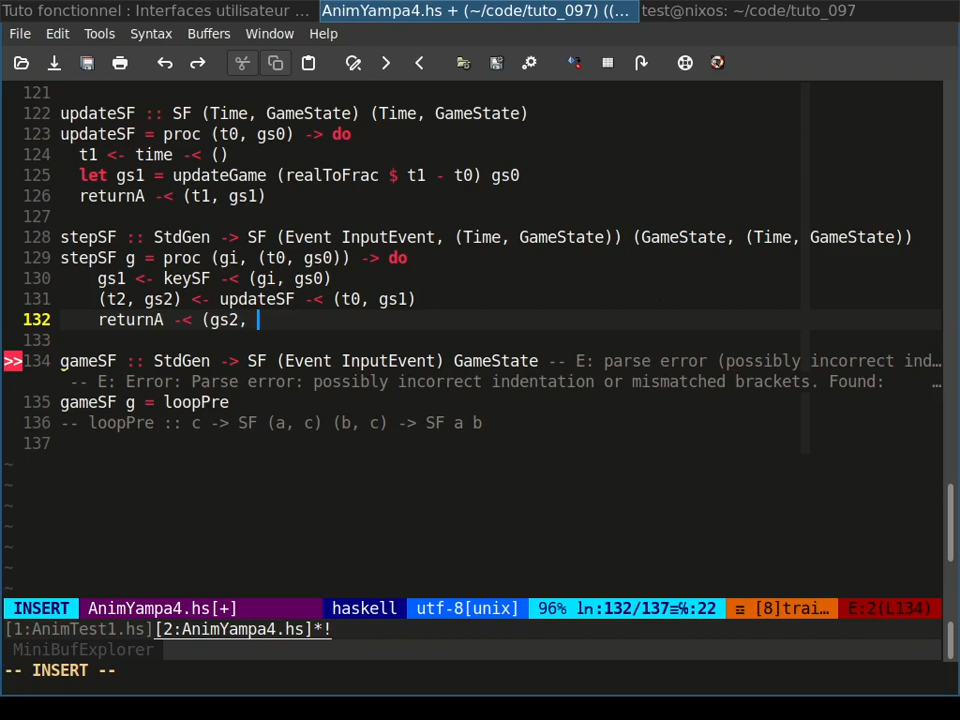 Tuto fonctionnel : Interfaces utilisateur ...
AnimYampa4.hs + (~/code/tuto_097) ((...
test@nixos: ~/code/tuto_097
File Edit Tools Syntax Buffers Window Help
121
122 updateSF :: SF (Time, GameState) (Time, GameState)
123 updateSF = proc (t0, gs0) -> do
124   t1 <- time -< ()
125   let gs1 = updateGame (realToFrac $ t1 - t0) gs0
126   returnA -< (t1, gs1)
127
128 stepSF :: StdGen -> SF (Event InputEvent, (Time, GameState)) (GameState, (Time, GameState))
129 stepSF g = proc (gi, (t0, gs0)) -> do
130     gs1 <- keySF -< (gi, gs0)
131     (t2, gs2) <- updateSF -< (t0, gs1)
132     returnA -< (gs2,
133
>>134 gameSF :: StdGen -> SF (Event InputEvent) GameState -- E: parse error (possibly incorrect ind…
-- E: Error: Parse error: possibly incorrect indentation or mismatched brackets. Found: …
135 gameSF g = loopPre
136 -- loopPre :: c -> SF (a, c) (b, c) -> SF a b
137
~
~
~
~
~
~
~
INSERT AnimYampa4.hs[+] haskell utf-8[unix] 96% ln:132/137≡℅:22 ≡ [8]trai… E:2(L134)
[1:AnimTest1.hs][2:AnimYampa4.hs]*!
MiniBufExplorer
-- INSERT --